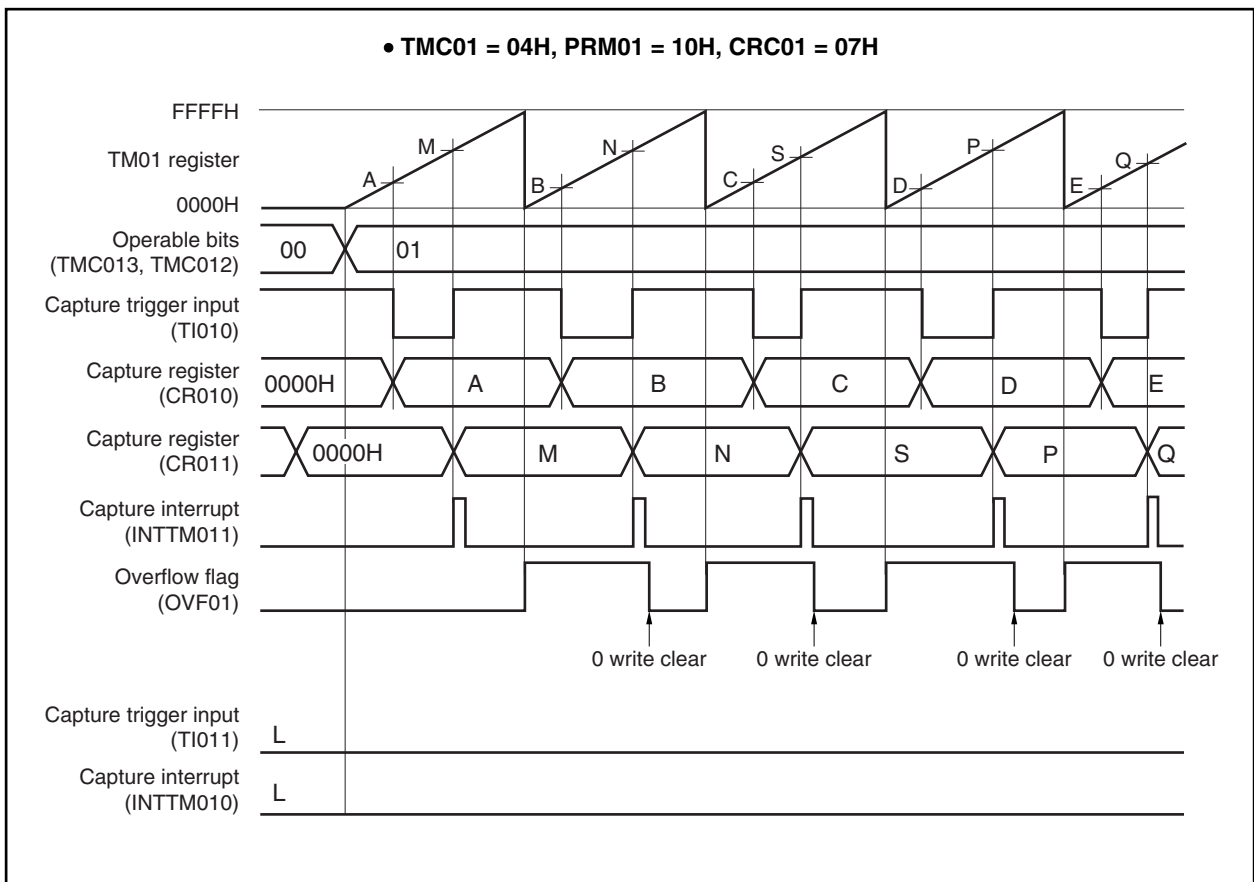 • TMC01 = 04H, PRM01 = 10H, CRC01 = 07H
FFFFH
TM01 register
0000H
A
M
B
N
C
S
D
P
E
Q
Operable bits
(TMC013, TMC012)
00
01
Capture trigger input
(TI010)
Capture register
(CR010)
0000H
A
B
C
D
E
Capture register
(CR011)
0000H
M
N
S
P
Q
Capture interrupt
(INTTM011)
Overflow flag
(OVF01)
0 write clear
0 write clear
0 write clear
0 write clear
Capture trigger input
(TI011)
L
Capture interrupt
(INTTM010)
L